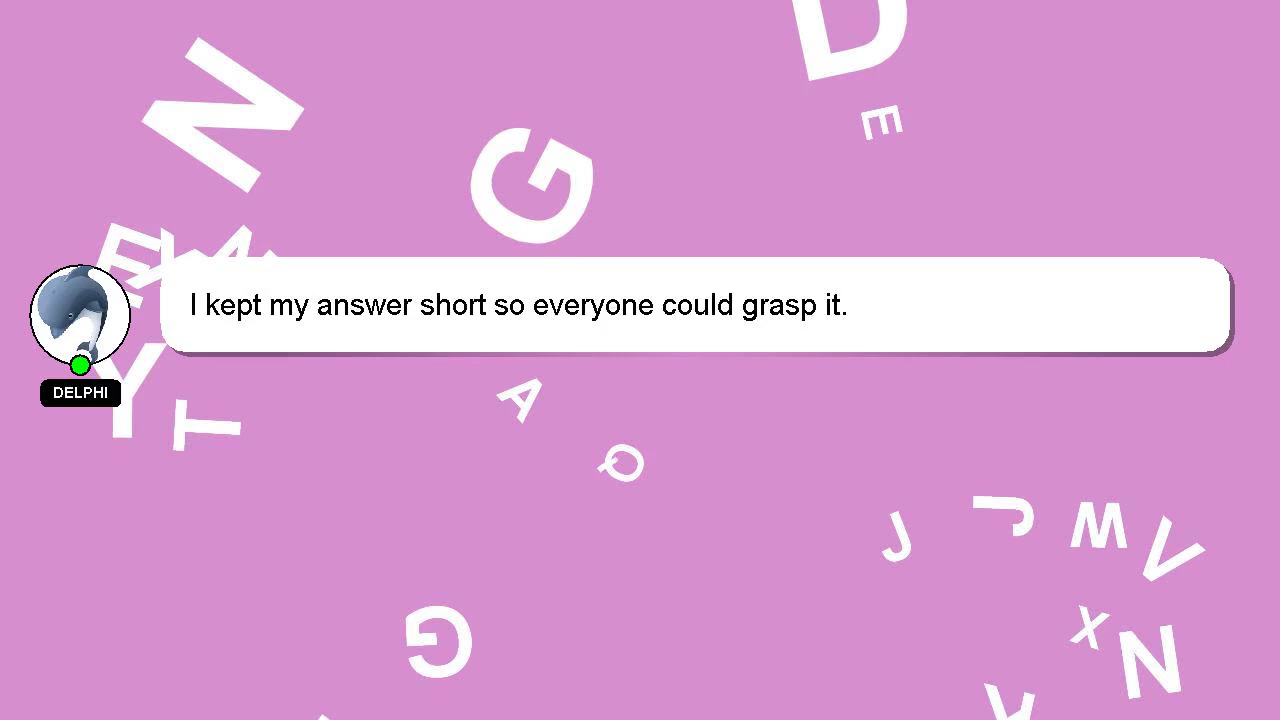 N
D
E
G
E
Y
N
I kept my answer short so everyone could grasp it.
DELPHI
Y
T
A
Q
J
J
W
V
X
N
G